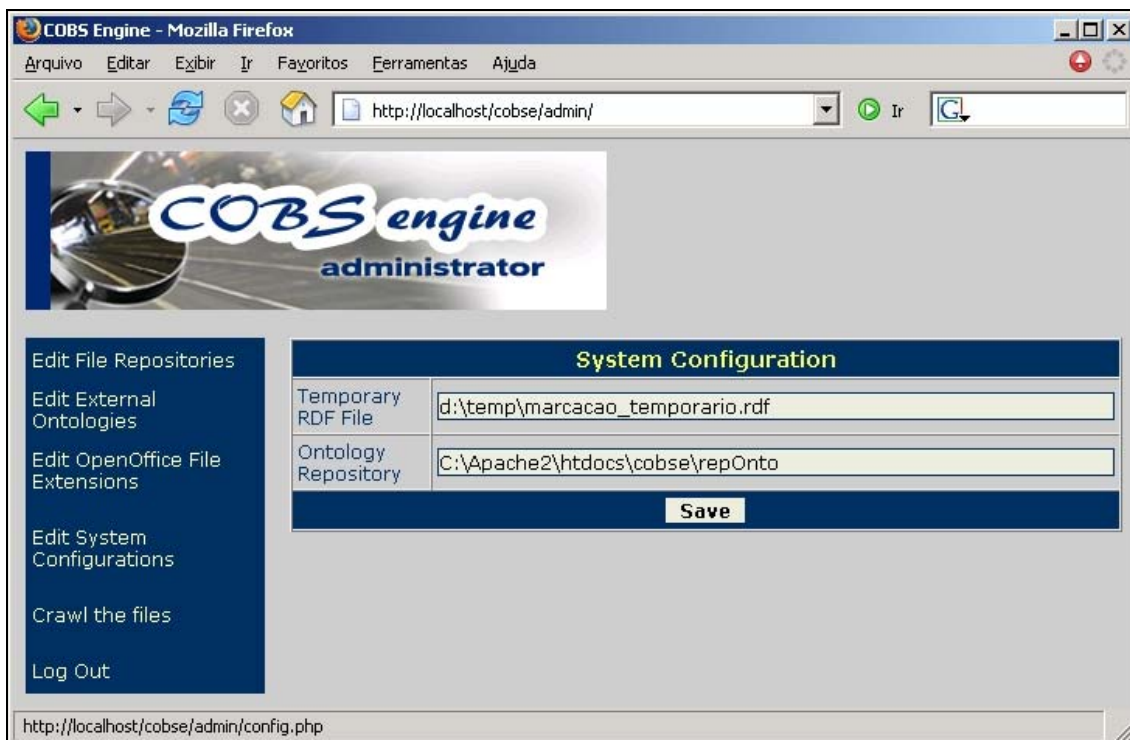 COBS Engine - Mozilla Firefox
Arquivo Editar Exibir Ir Favoritos Ferramentas Ajuda
http://localhost/cobse/admin/ Ir G
COBS engine
administrator
Edit File Repositories
Edit External
Ontologies
Edit OpenOffice File
Extensions
Edit System
Configurations
Crawl the files
Log Out
System Configuration
Temporary
RDF File
d:\temp\marcacao_temporario.rdf
Ontology
Repository
C:\Apache2\htdocs\cobse\repOnto
Save
http://localhost/cobse/admin/config.php